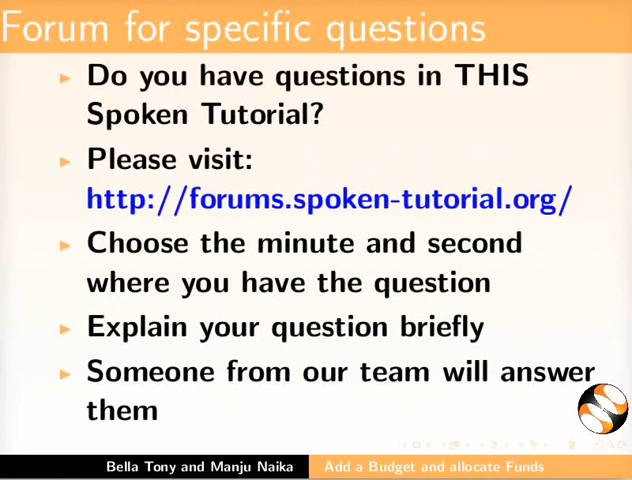 Forum for specific questions
Do you have questions in THIS
Spoken Tutorial?
Please visit:
http://forums.spoken-tutorial.org/
Choose the minute and second
where you have the question
Explain your question briefly
Someone from our team will answer
them
Bella Tony and Manju Naika Add a Budget and allocate Funds